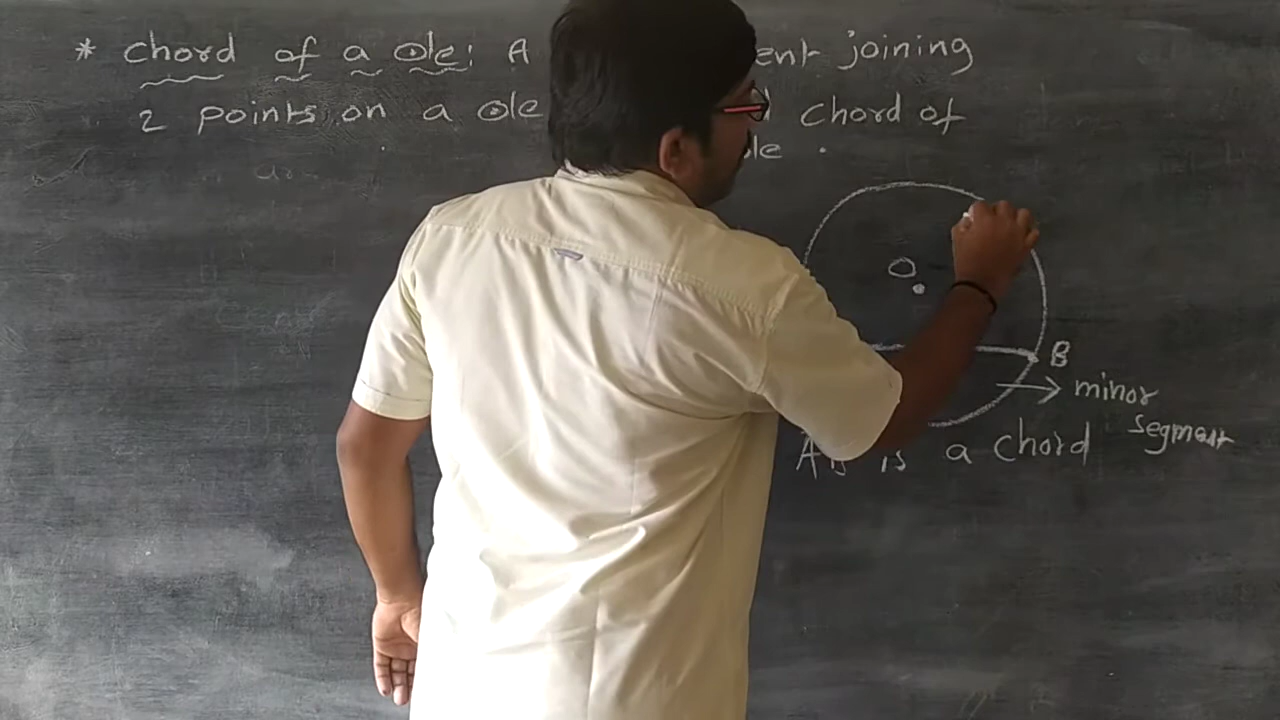 * chord of a ⊙le: A ent joining
2 points on a ⊙le chord of
le.
O
B
minor
segment
AB is a chord